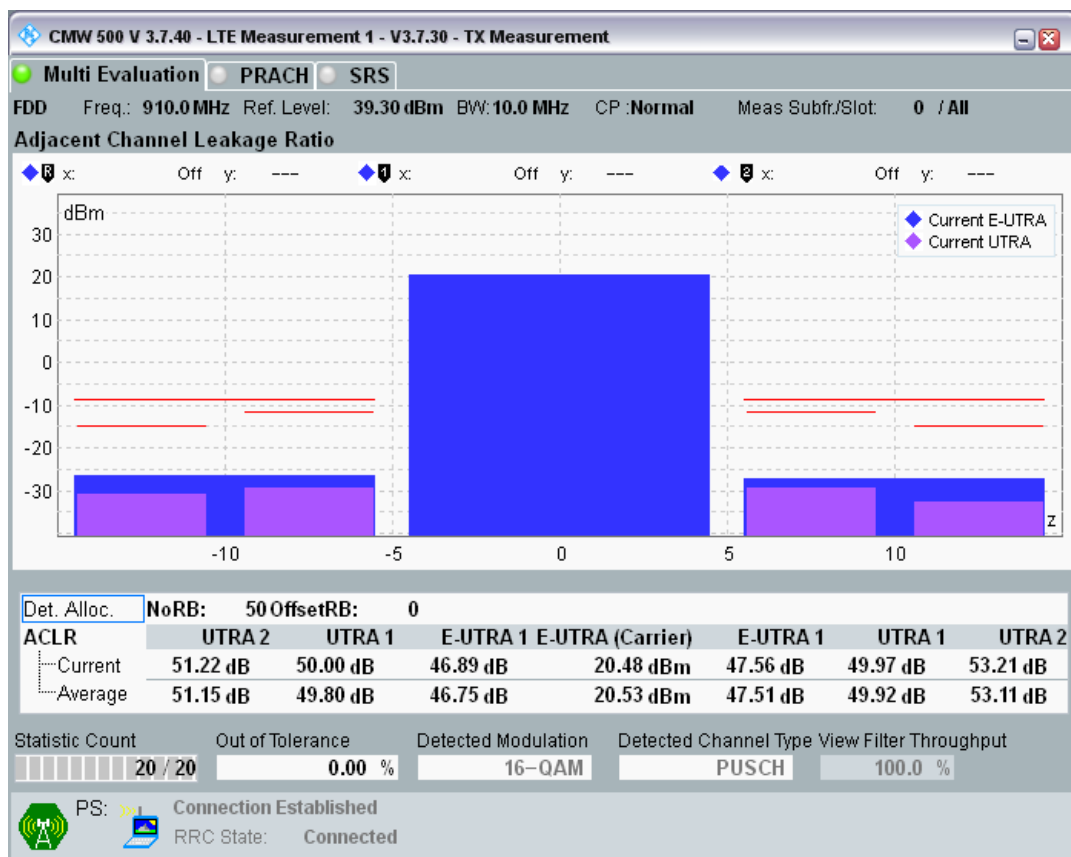 CMW 500 V 3.7.40 - LTE Measurement 1 - V3.7.30 - TX Measurement
Multi Evaluation PRACH SRS
FDD Freq.: 910.0 MHz Ref. Level: 39.30 dBm BW: 10.0 MHz CP :Normal Meas Subfr./Slot: 0 / All
Adjacent Channel Leakage Ratio
R x: Off y: --- 1 x: Off y: --- 2 x: Off y: ---
dBm
Current E-UTRA
Current UTRA
30
20
10
0
-10
-20
-30
z
-10 -5 0 5 10
Det. Alloc. NoRB: 50 OffsetRB: 0
ACLR UTRA 2 UTRA 1 E-UTRA 1 E-UTRA (Carrier) E-UTRA 1 UTRA 1 UTRA 2
Current 51.22 dB 50.00 dB 46.89 dB 20.48 dBm 47.56 dB 49.97 dB 53.21 dB
Average 51.15 dB 49.80 dB 46.75 dB 20.53 dBm 47.51 dB 49.92 dB 53.11 dB
Statistic Count Out of Tolerance Detected Modulation Detected Channel Type View Filter Throughput
20 / 20 0.00 % 16-QAM PUSCH 100.0 %
PS: Connection Established
RRC State: Connected